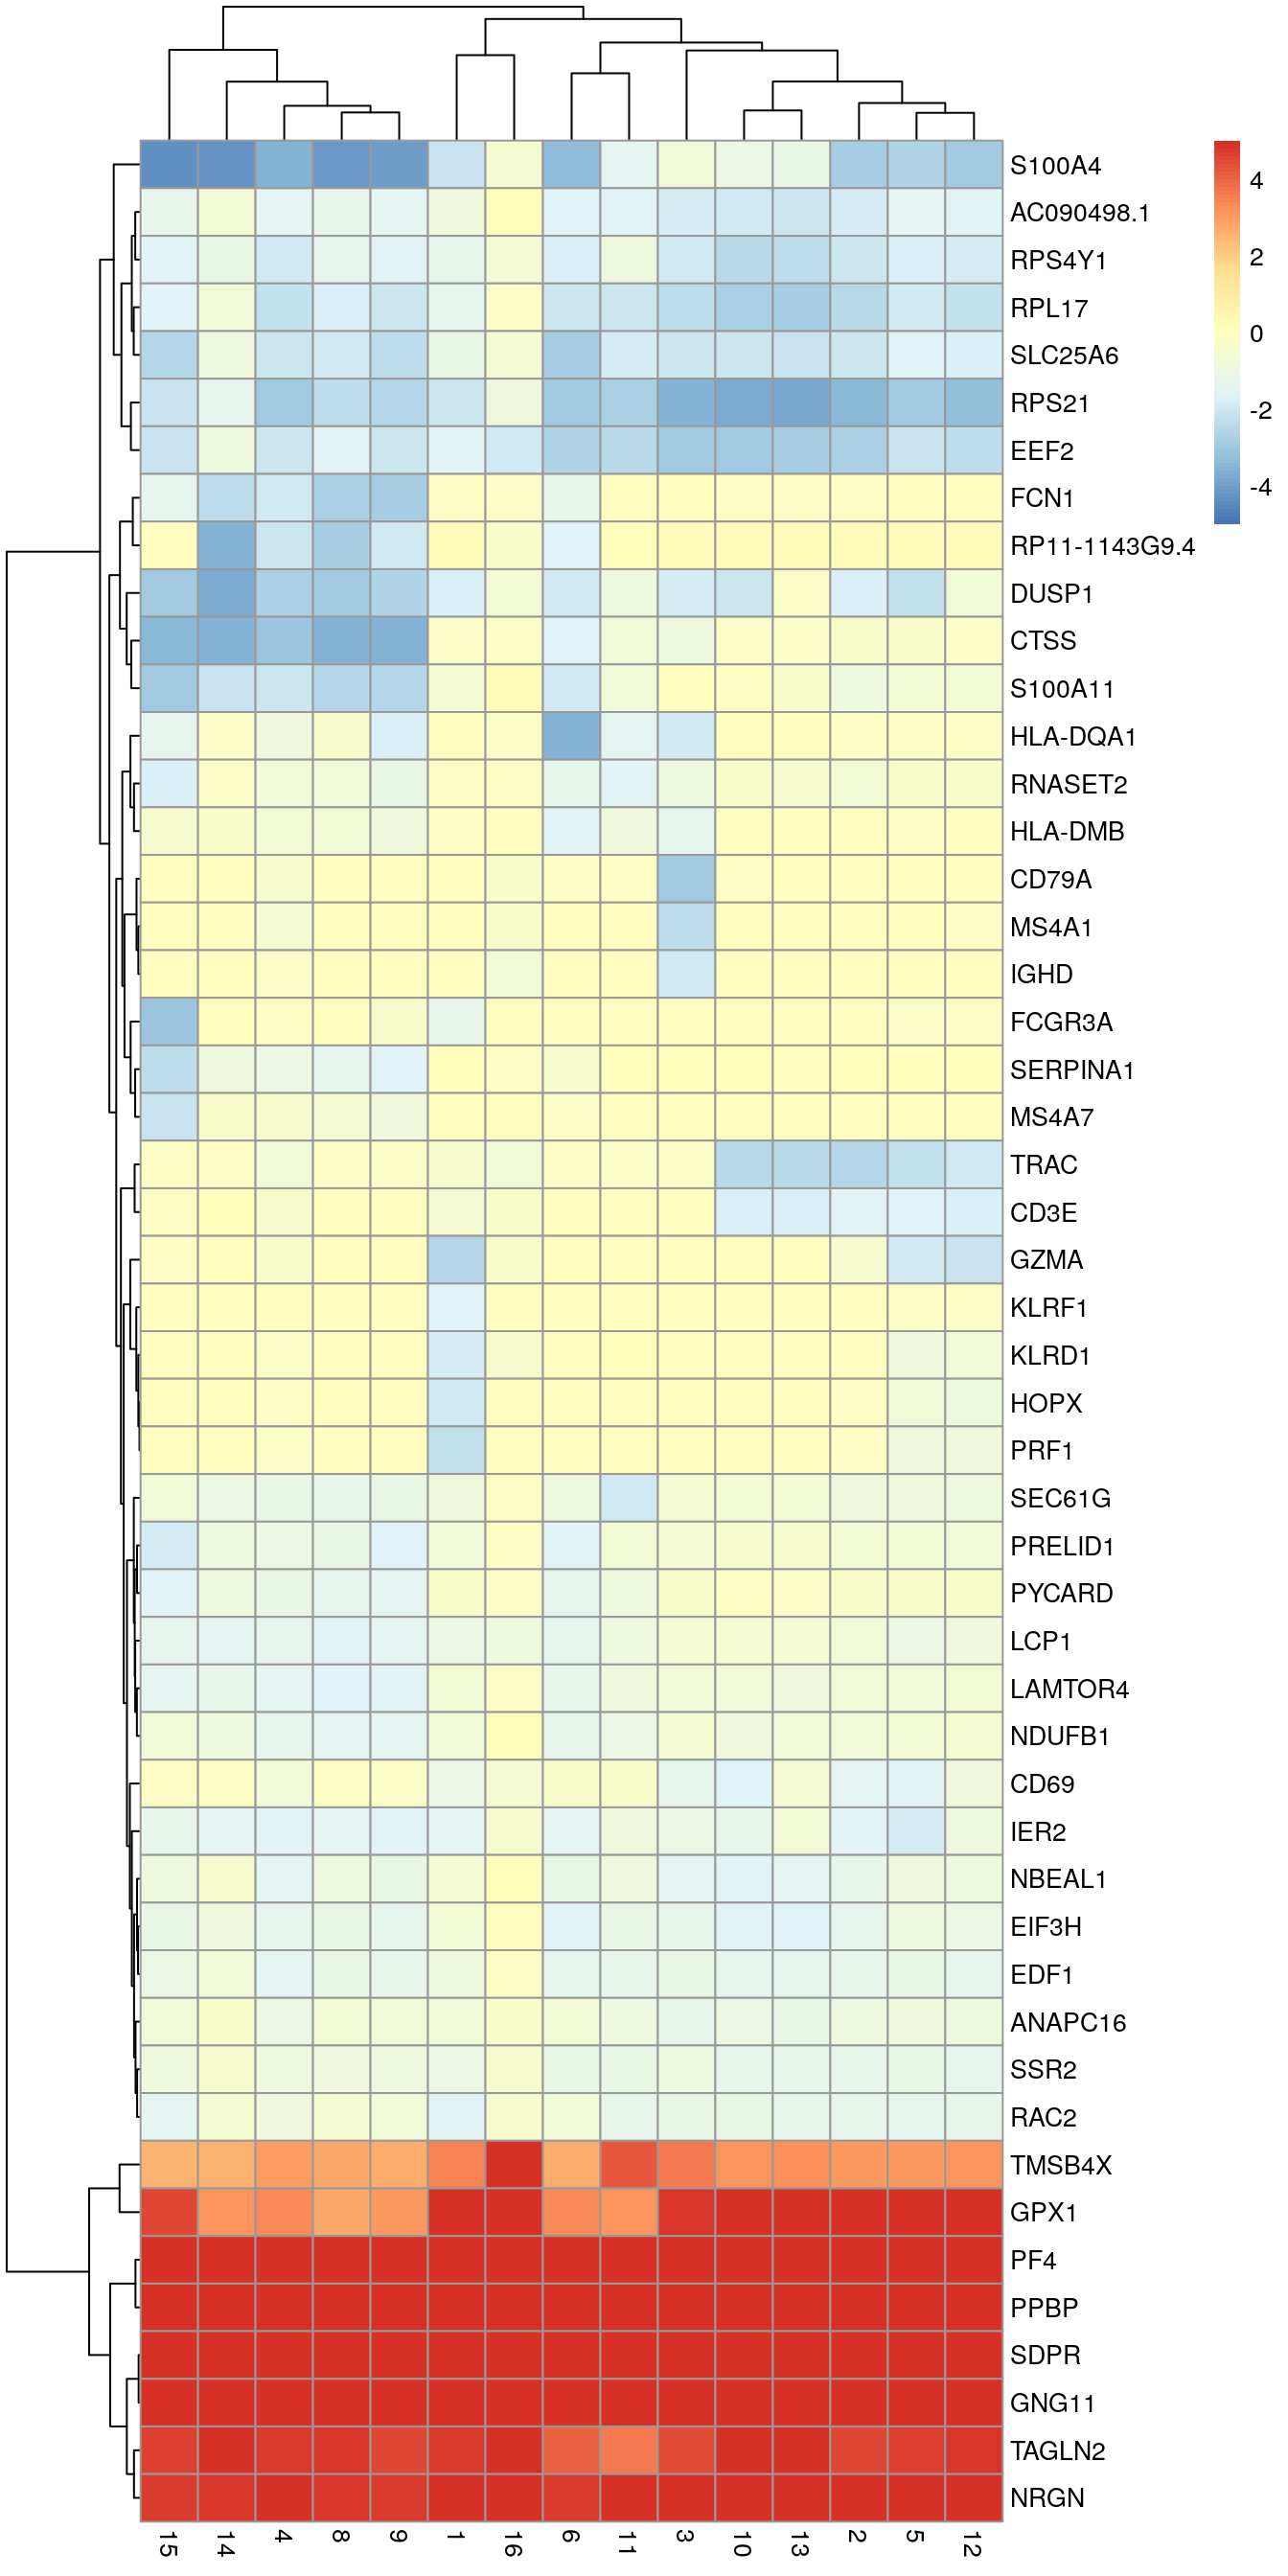 S100A4
AC090498.1
RPS4Y1
RPL17
SLC25A6
RPS21
EEF2
FCN1
RP11-1143G9.4
DUSP1
CTSS
S100A11
HLA-DQA1
RNASET2
HLA-DMB
CD79A
MS4A1
IGHD
FCGR3A
SERPINA1
MS4A7
TRAC
CD3E
GZMA
KLRF1
KLRD1
HOPX
PRF1
SEC61G
PRELID1
PYCARD
LCP1
LAMTOR4
NDUFB1
CD69
IER2
NBEAL1
EIF3H
EDF1
ANAPC16
SSR2
RAC2
TMSB4X
GPX1
PF4
PPBP
SDPR
GNG11
TAGLN2
NRGN
15 14 4 8 9 1 16 6 11 3 10 13 2 5 12
4
2
0
-2
-4